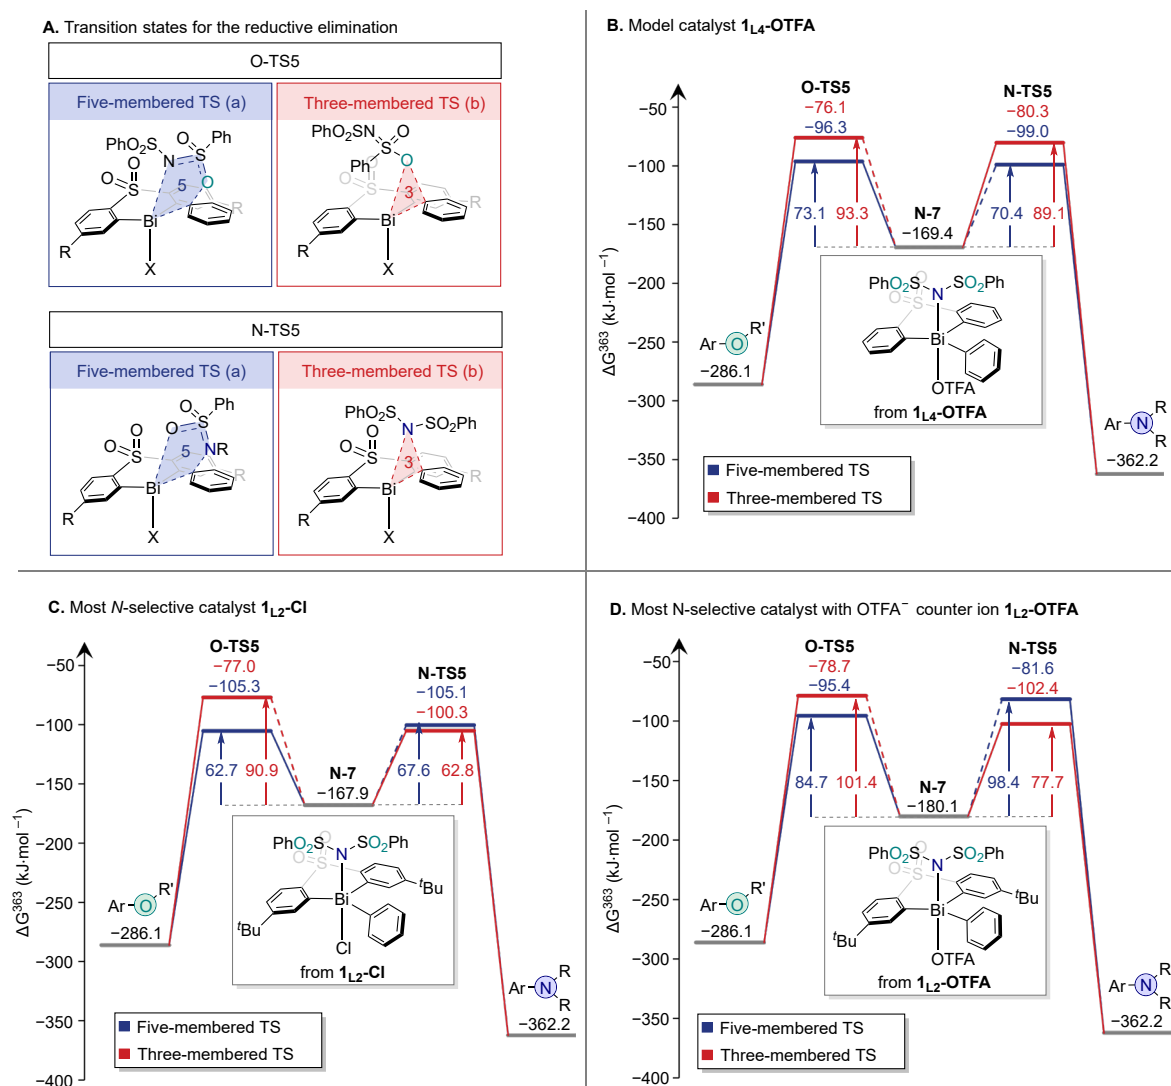 A. Transition states for the reductive elimination
O-TS5
Five-membered TS (a)
Three-membered TS (b)
PhO2S
N
O
S
Ph
O
O
S
5
O
R
Bi
R
X
PhO2SN
O
S
Ph
O
O
S
O
3
R
Bi
R
X
N-TS5
Five-membered TS (a)
Three-membered TS (b)
O
S
Ph
O
O
S
O
5
NR
R
Bi
R
X
PhO2S
N
SO2Ph
O
O
S
3
R
Bi
R
X
B. Model catalyst 1L4-OTFA
ΔG363 (kJ·mol−1)
−50
−100
−150
−200
−250
−300
−350
−400
O-TS5
−76.1
−96.3
N-TS5
−80.3
−99.0
73.1
93.3
N-7
−169.4
70.4
89.1
PhO2S
N
SO2Ph
O
O
S
Bi
OTFA
from 1L4-OTFA
Ar
O
R'
−286.1
Ar
N
R
R
−362.2
Five-membered TS
Three-membered TS
C. Most N-selective catalyst 1L2-Cl
ΔG363 (kJ·mol−1)
−50
−100
−150
−200
−250
−300
−350
−400
O-TS5
−77.0
−105.3
N-TS5
−105.1
−100.3
62.7
90.9
N-7
−167.9
67.6
62.8
PhO2S
N
SO2Ph
O
O
S
tBu
Bi
tBu
Cl
from 1L2-Cl
Ar
O
R'
−286.1
Ar
N
R
R
−362.2
Five-membered TS
Three-membered TS
D. Most N-selective catalyst with OTFA− counter ion 1L2-OTFA
ΔG363 (kJ·mol−1)
−50
−100
−150
−200
−250
−300
−350
−400
O-TS5
−78.7
−95.4
N-TS5
−81.6
−102.4
84.7
101.4
N-7
−180.1
98.4
77.7
PhO2S
N
SO2Ph
O
O
S
tBu
Bi
tBu
OTFA
from 1L2-OTFA
Ar
O
R'
−286.1
Ar
N
R
R
−362.2
Five-membered TS
Three-membered TS